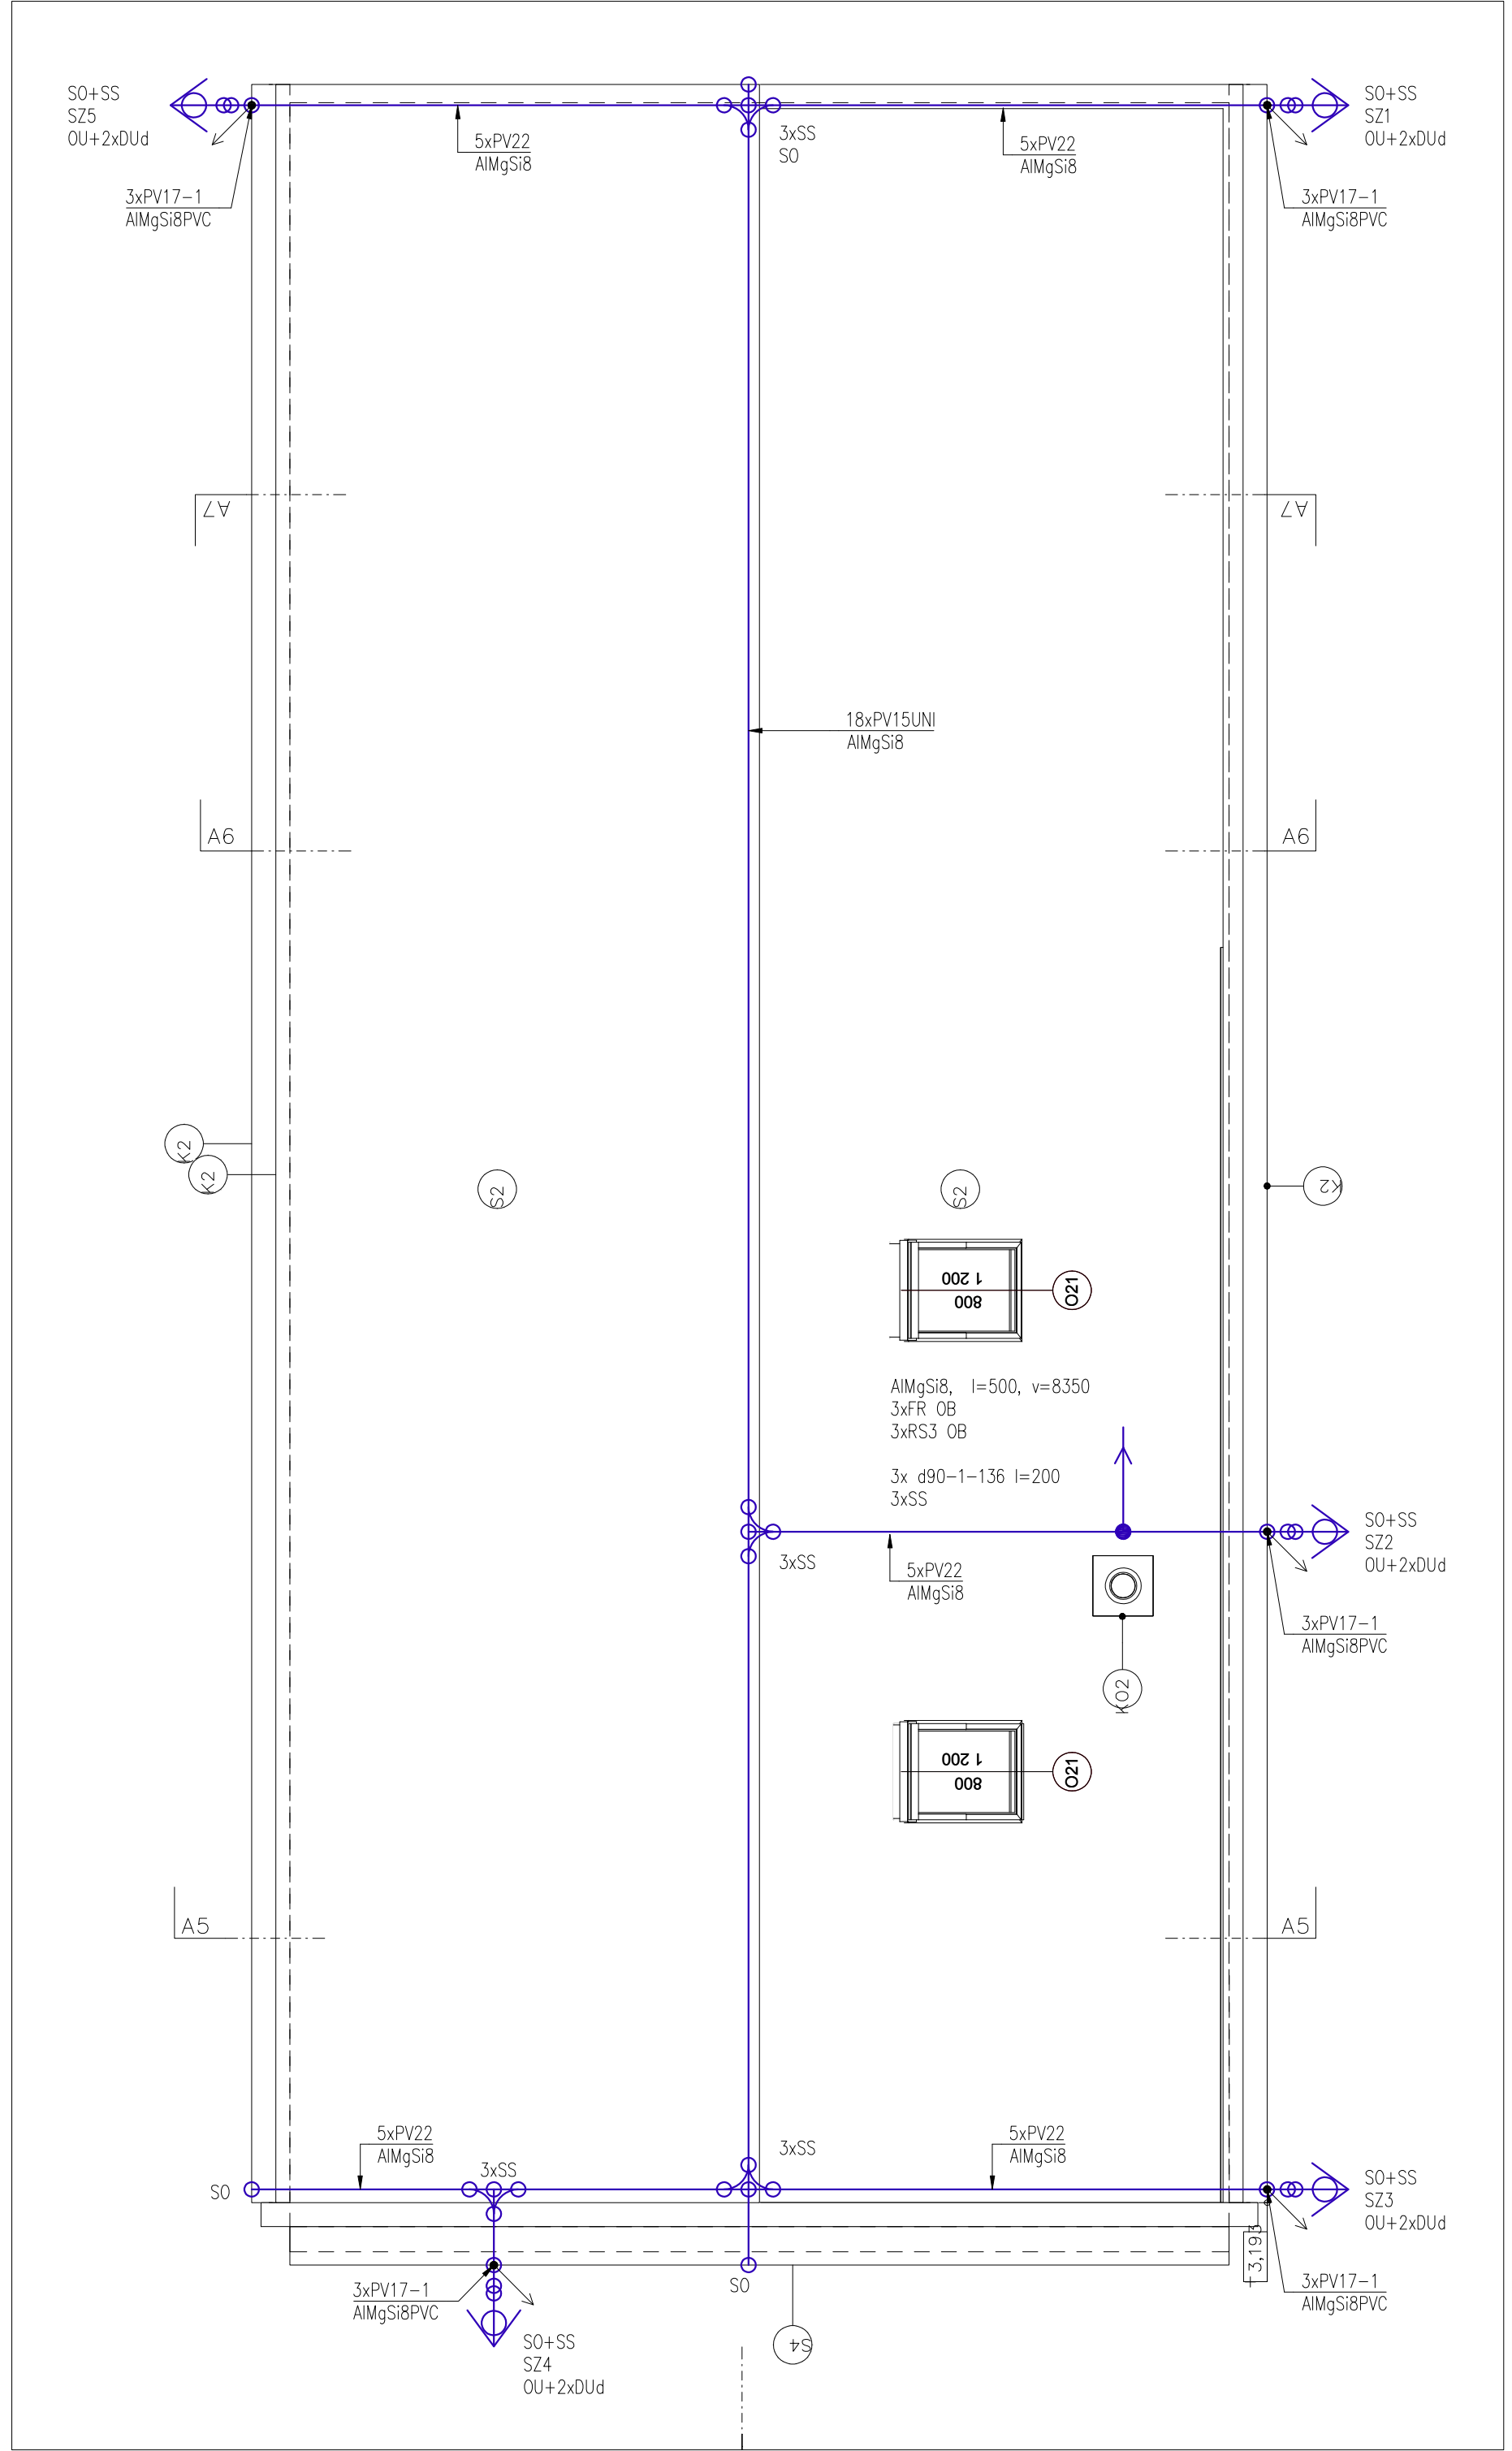 SO+SS
SZ5
OU+2xDUd
3xPV17-1
AlMgSi8PVC
5xPV22
AlMgSi8
3xSS
SO
5xPV22
AlMgSi8
SO+SS
SZ1
OU+2xDUd
3xPV17-1
AlMgSi8PVC
A7
A7
18xPV15UNI
AlMgSi8
A6
A6
K2
K2
S2
S2
K2
1 200
800
O21
AlMgSi8, l=500, v=8350
3xFR OB
3xRS3 OB
3x d90-1-136 l=200
3xSS
3xSS
5xPV22
AlMgSi8
SO+SS
SZ2
OU+2xDUd
3xPV17-1
AlMgSi8PVC
K02
1 200
800
O21
A5
A5
5xPV22
AlMgSi8
3xSS
SO
3xSS
5xPV22
AlMgSi8
SO+SS
SZ3
OU+2xDUd
+3,193
3xPV17-1
AlMgSi8PVC
3xPV17-1
AlMgSi8PVC
SO
SO+SS
SZ4
OU+2xDUd
S4